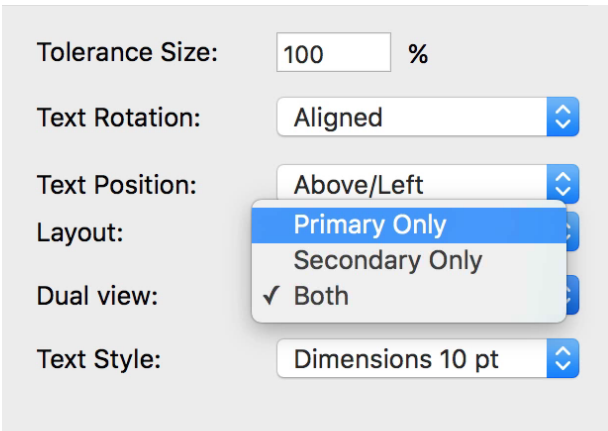 Tolerance Size: 100 %
Text Rotation: Aligned
Text Position: Above/Left
Layout: Primary Only
Secondary Only
Dual view: ✓ Both
Text Style: Dimensions 10 pt